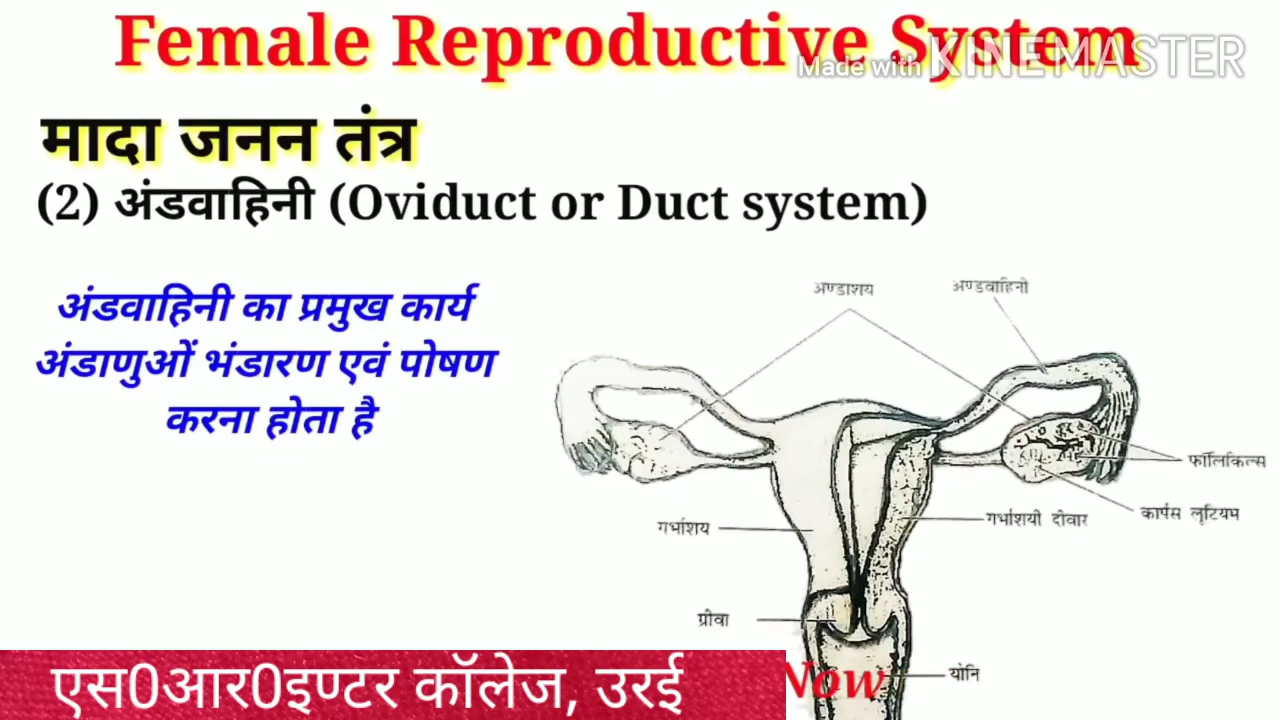 Female Reproductive System
Made with KINEMASTER
मादा जनन तंत्र
(2) अंडवाहिनी (Oviduct or Duct system)
अंडवाहिनी का प्रमुख कार्य
अंडाणुओं भंडारण एवं पोषण
करना होता है
अण्डाशय
अण्डवाहिनी
फॉलिकिल्स
कार्पस लूटियम
गर्भाशय
गर्भाशयी दीवार
ग्रीवा
योनि
Now
एस0आर0इण्टर कॉलेज, उरई